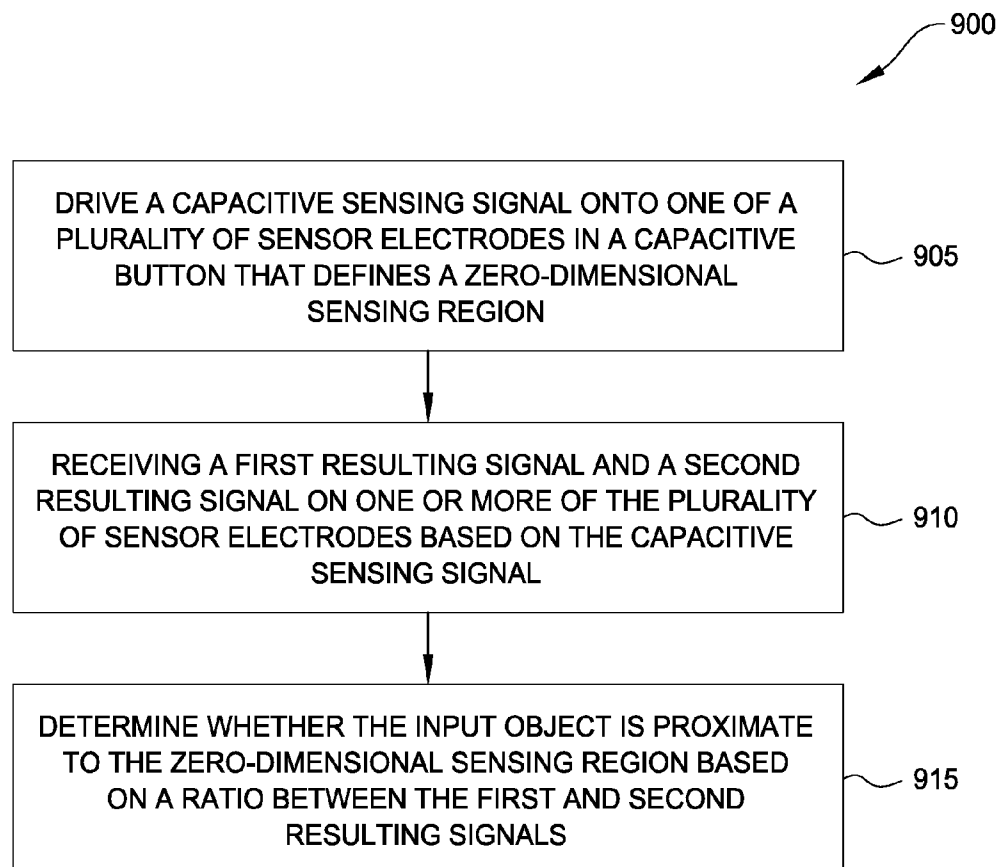 900
DRIVE A CAPACITIVE SENSING SIGNAL ONTO ONE OF A
PLURALITY OF SENSOR ELECTRODES IN A CAPACITIVE
BUTTON THAT DEFINES A ZERO-DIMENSIONAL
SENSING REGION
905
RECEIVING A FIRST RESULTING SIGNAL AND A SECOND
RESULTING SIGNAL ON ONE OR MORE OF THE PLURALITY
OF SENSOR ELECTRODES BASED ON THE CAPACITIVE
SENSING SIGNAL
910
DETERMINE WHETHER THE INPUT OBJECT IS PROXIMATE
TO THE ZERO-DIMENSIONAL SENSING REGION BASED
ON A RATIO BETWEEN THE FIRST AND SECOND
RESULTING SIGNALS
915